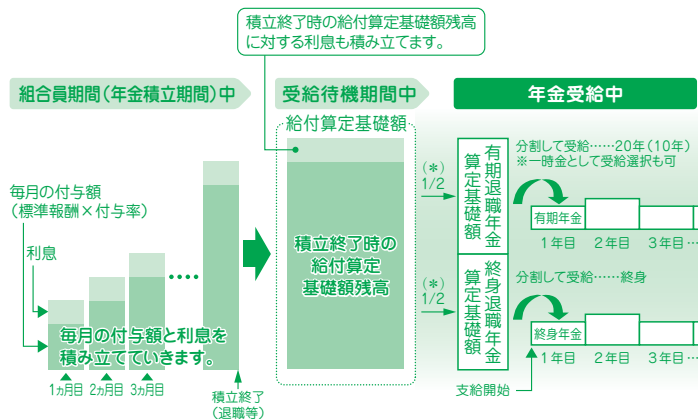 積立終了時の給付算定基礎額残高
に対する利息も積み立てます。
組合員期間(年金積立期間)中
受給待機期間中
年金受給中
給付算定基礎額
毎月の付与額
(標準報酬×付与率)
利息
毎月の付与額と利息を
積み立てていきます。
1ヵ月目
2ヵ月目
3ヵ月目
積立終了
(退職等)
積立終了時の
給付算定
基礎額残高
(*)
1/2
(*)
1/2
有期退職年金
算定基礎額
分割して受給……20年(10年)
※一時金として受給選択も可
有期年金
1年目
2年目
3年目…
終身退職年金
算定基礎額
分割して受給……終身
終身年金
1年目
2年目
3年目…
支給開始